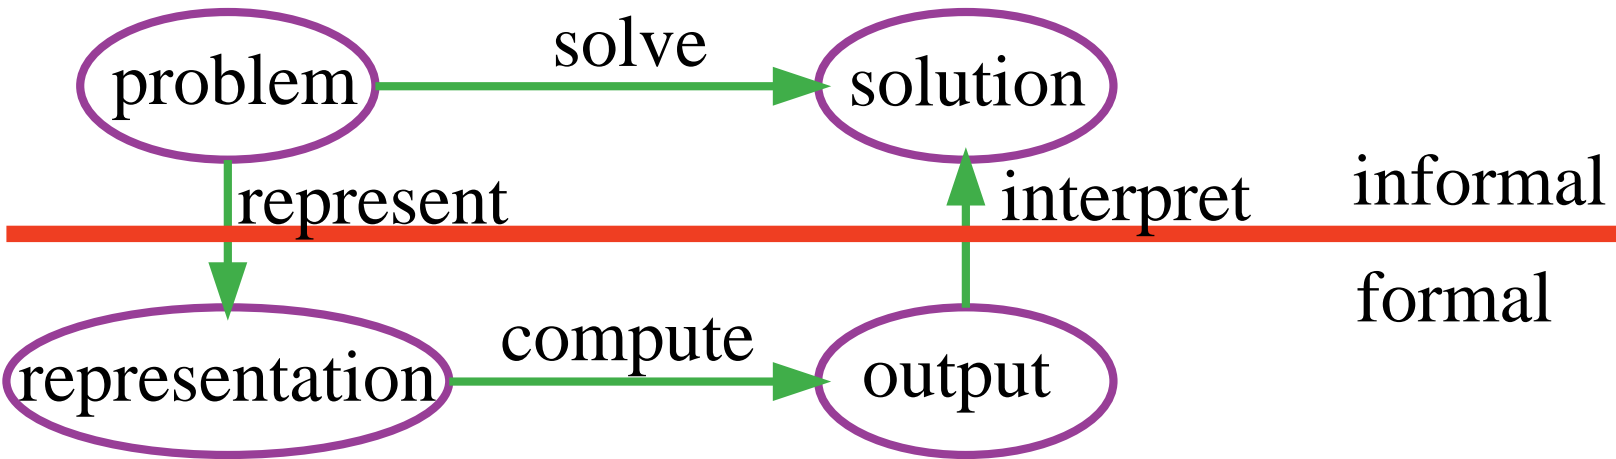 solve
problem
solution
represent
interpret
informal
formal
compute
representation
output